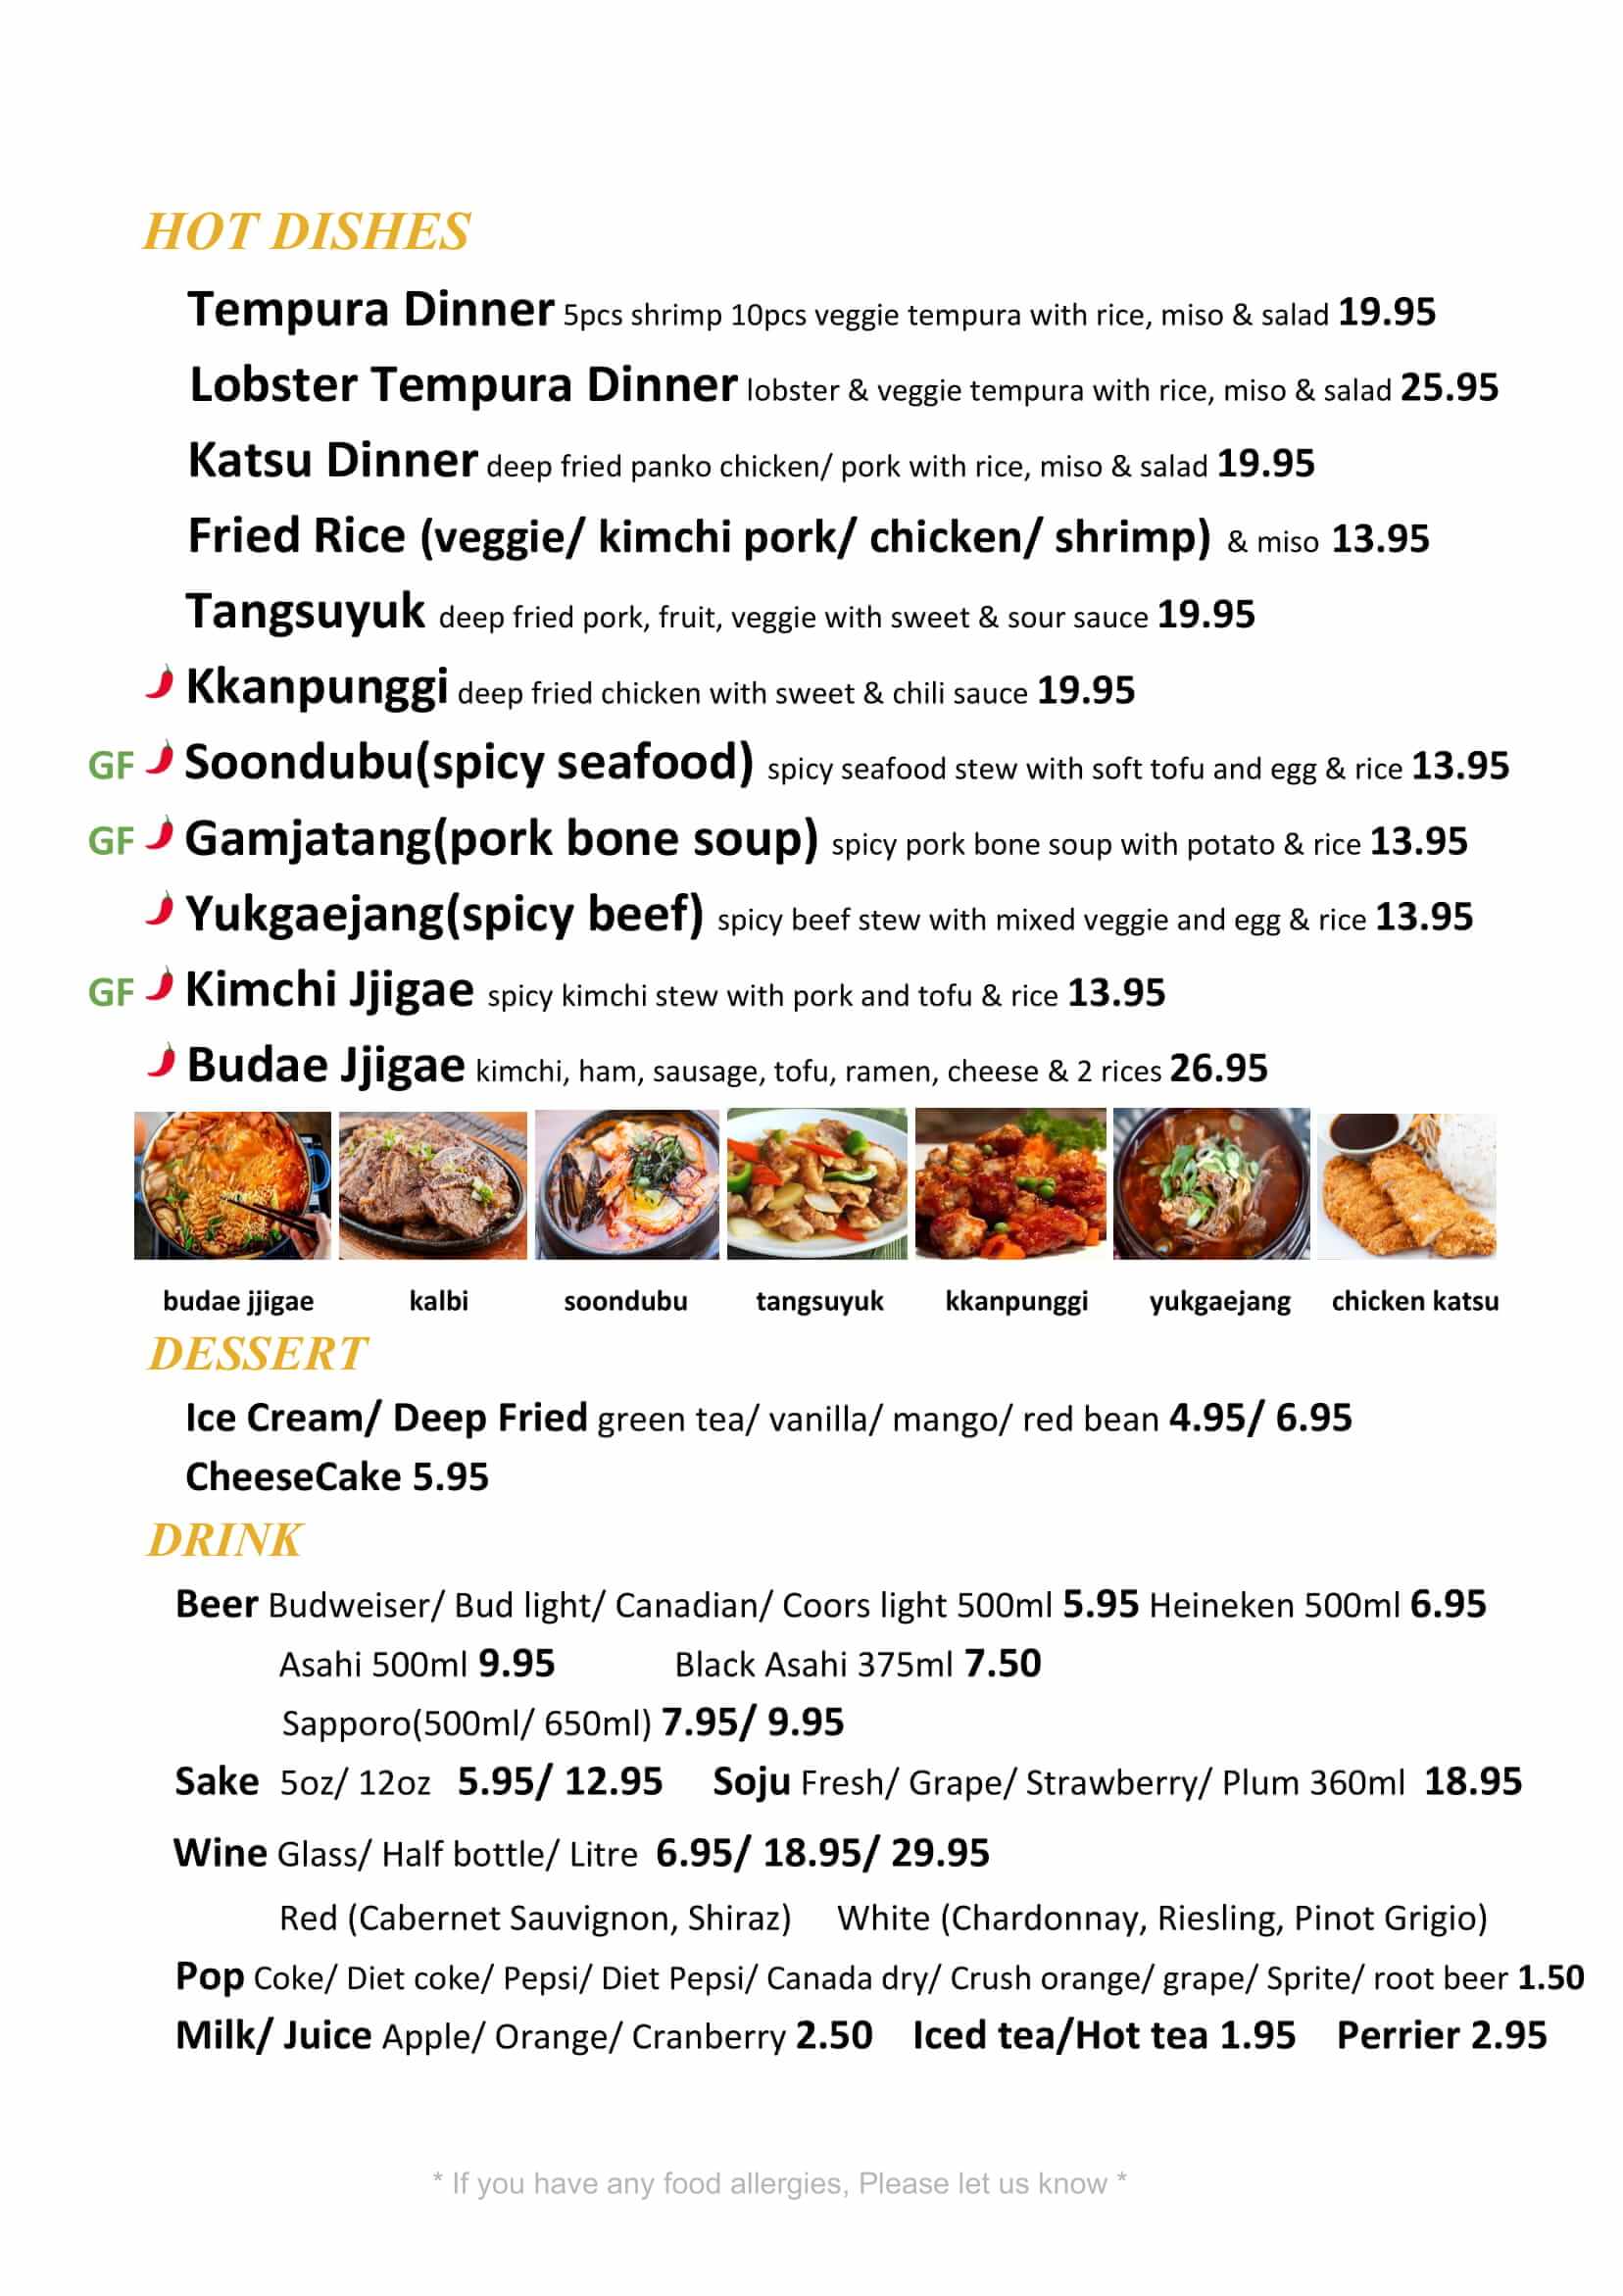 HOT DISHES
Tempura Dinner 5pcs shrimp 10pcs veggie tempura with rice, miso & salad 19.95
Lobster Tempura Dinner lobster & veggie tempura with rice, miso & salad 25.95
Katsu Dinner deep fried panko chicken/ pork with rice, miso & salad 19.95
Fried Rice (veggie/ kimchi pork/ chicken/ shrimp) & miso 13.95
Tangsuyuk deep fried pork, fruit, veggie with sweet & sour sauce 19.95
Kkanpunggi deep fried chicken with sweet & chili sauce 19.95
GF Soondubu(spicy seafood) spicy seafood stew with soft tofu and egg & rice 13.95
GF Gamjatang(pork bone soup) spicy pork bone soup with potato & rice 13.95
Yukgaejang(spicy beef) spicy beef stew with mixed veggie and egg & rice 13.95
GF Kimchi Jjigae spicy kimchi stew with pork and tofu & rice 13.95
Budae Jjigae kimchi, ham, sausage, tofu, ramen, cheese & 2 rices 26.95
budae jjigae kalbi soondubu tangsuyuk kkanpunggi yukgaejang chicken katsu
DESSERT
Ice Cream/ Deep Fried green tea/ vanilla/ mango/ red bean 4.95/ 6.95
CheeseCake 5.95
DRINK
Beer Budweiser/ Bud light/ Canadian/ Coors light 500ml 5.95 Heineken 500ml 6.95
Asahi 500ml 9.95 Black Asahi 375ml 7.50
Sapporo(500ml/ 650ml) 7.95/ 9.95
Sake 5oz/ 12oz 5.95/ 12.95 Soju Fresh/ Grape/ Strawberry/ Plum 360ml 18.95
Wine Glass/ Half bottle/ Litre 6.95/ 18.95/ 29.95
Red (Cabernet Sauvignon, Shiraz) White (Chardonnay, Riesling, Pinot Grigio)
Pop Coke/ Diet coke/ Pepsi/ Diet Pepsi/ Canada dry/ Crush orange/ grape/ Sprite/ root beer 1.50
Milk/ Juice Apple/ Orange/ Cranberry 2.50 Iced tea/Hot tea 1.95 Perrier 2.95
* If you have any food allergies, Please let us know *